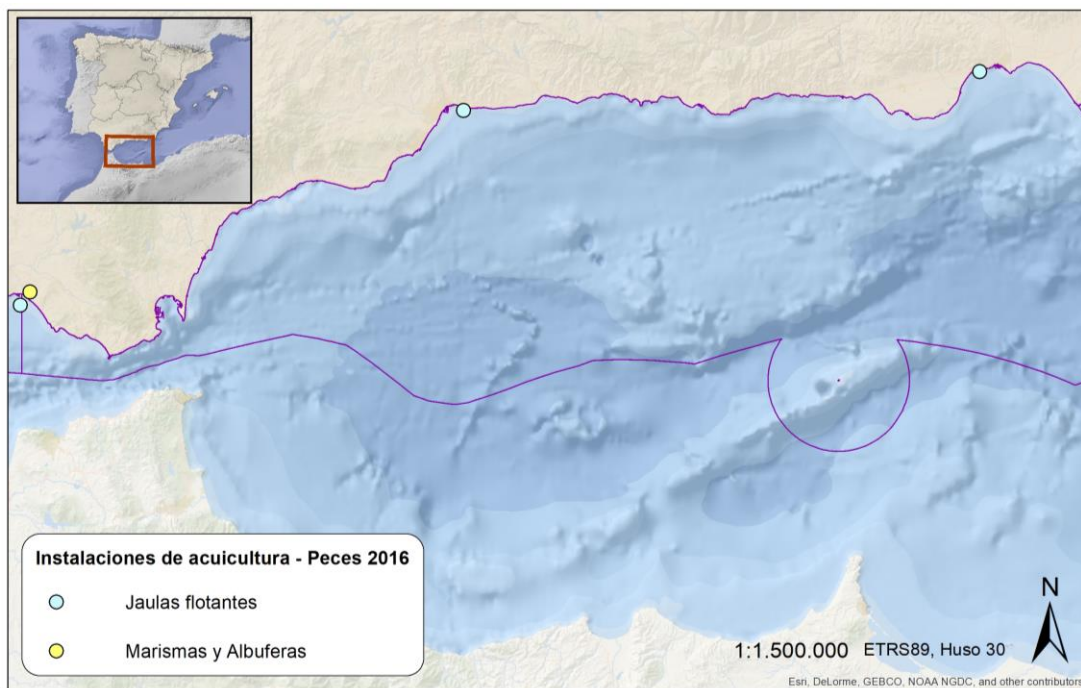 Instalaciones de acuicultura - Peces 2016
Jaulas flotantes
Marismas y Albuferas
1:1.500.000 ETRS89, Huso 30
N
Esri, DeLorme, GEBCO, NOAA NGDC, and other contributors